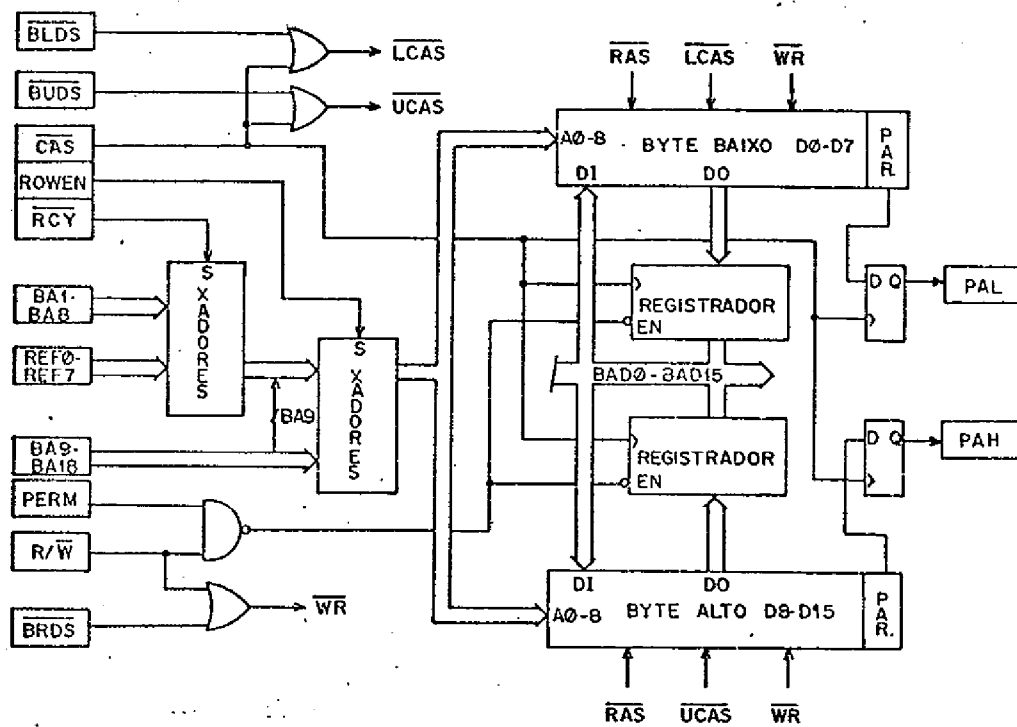 BLDS
LCAS
BUDS
UCAS
CAS
ROWEN
RCY
RAS LCAS WR
A0-8 BYTE BAIXO D0-D7
DI DO
PAR.
BA1-
BA8
REF0-
REF7
S
XADORES
S
XADORES
BA9
BA9-
BA18
REGISTRADOR
EN
BAD0-BAD15
REGISTRADOR
EN
D Q
PAL
D Q
PAH
PERM
R/W
WR
BRDS
DI DO
A0-8 BYTE ALTO D8-D15
PAR.
RAS UCAS WR